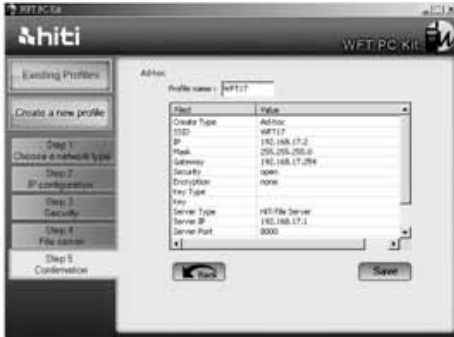 WFT PC Kit
hiti
WFT PC Kit
Existing Profiles
Create a new profile
Step 1
Choose a network type
Step 2
IP configuration
Step 3
Security
Step 4
File server
Step 5
Confirmation
Ad-Hoc
Profile name : WFT17
Filed Value
Create Type Ad-hoc
SSID WFT17
IP 192.168.17.2
Mask 255.255.255.0
Gateway 192.168.17.254
Security open
Encryption none
Key Type
Key
Server Type HiTi File Server
Server IP 192.168.17.1
Server Port 8000
Back
Save